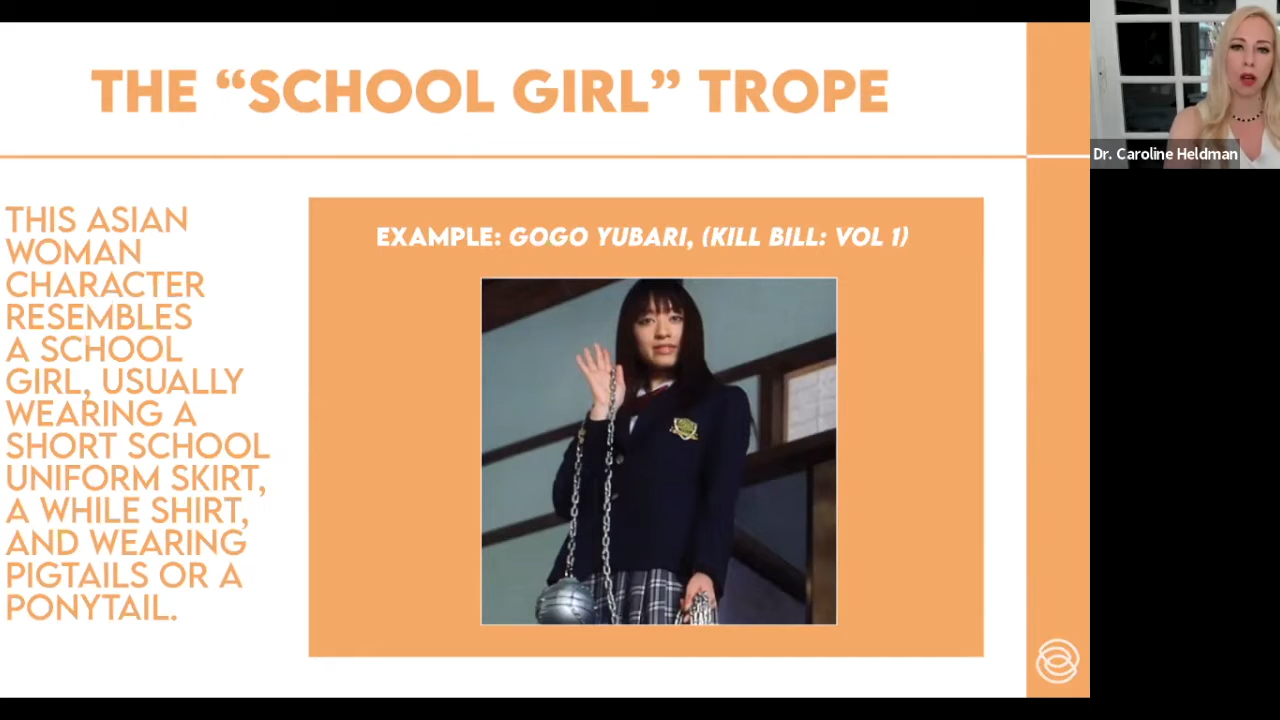 THE “SCHOOL GIRL” TROPE
Dr. Caroline Heldman
THIS ASIAN
WOMAN
CHARACTER
RESEMBLES
A SCHOOL
GIRL, USUALLY
WEARING A
SHORT SCHOOL
UNIFORM SKIRT,
A WHILE SHIRT,
AND WEARING
PIGTAILS OR A
PONYTAIL.
EXAMPLE: GOGO YUBARI, (KILL BILL: VOL 1)